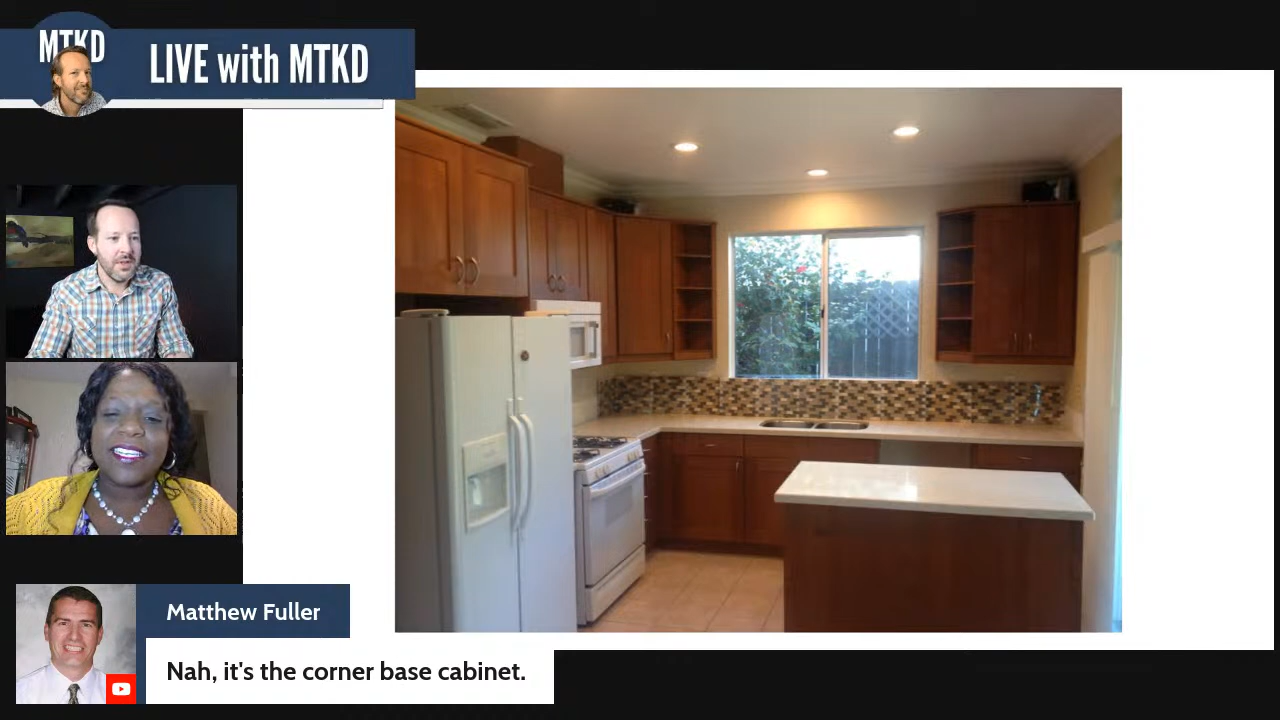 MTKD
LIVE with MTKD
Matthew Fuller
Nah, it's the corner base cabinet.